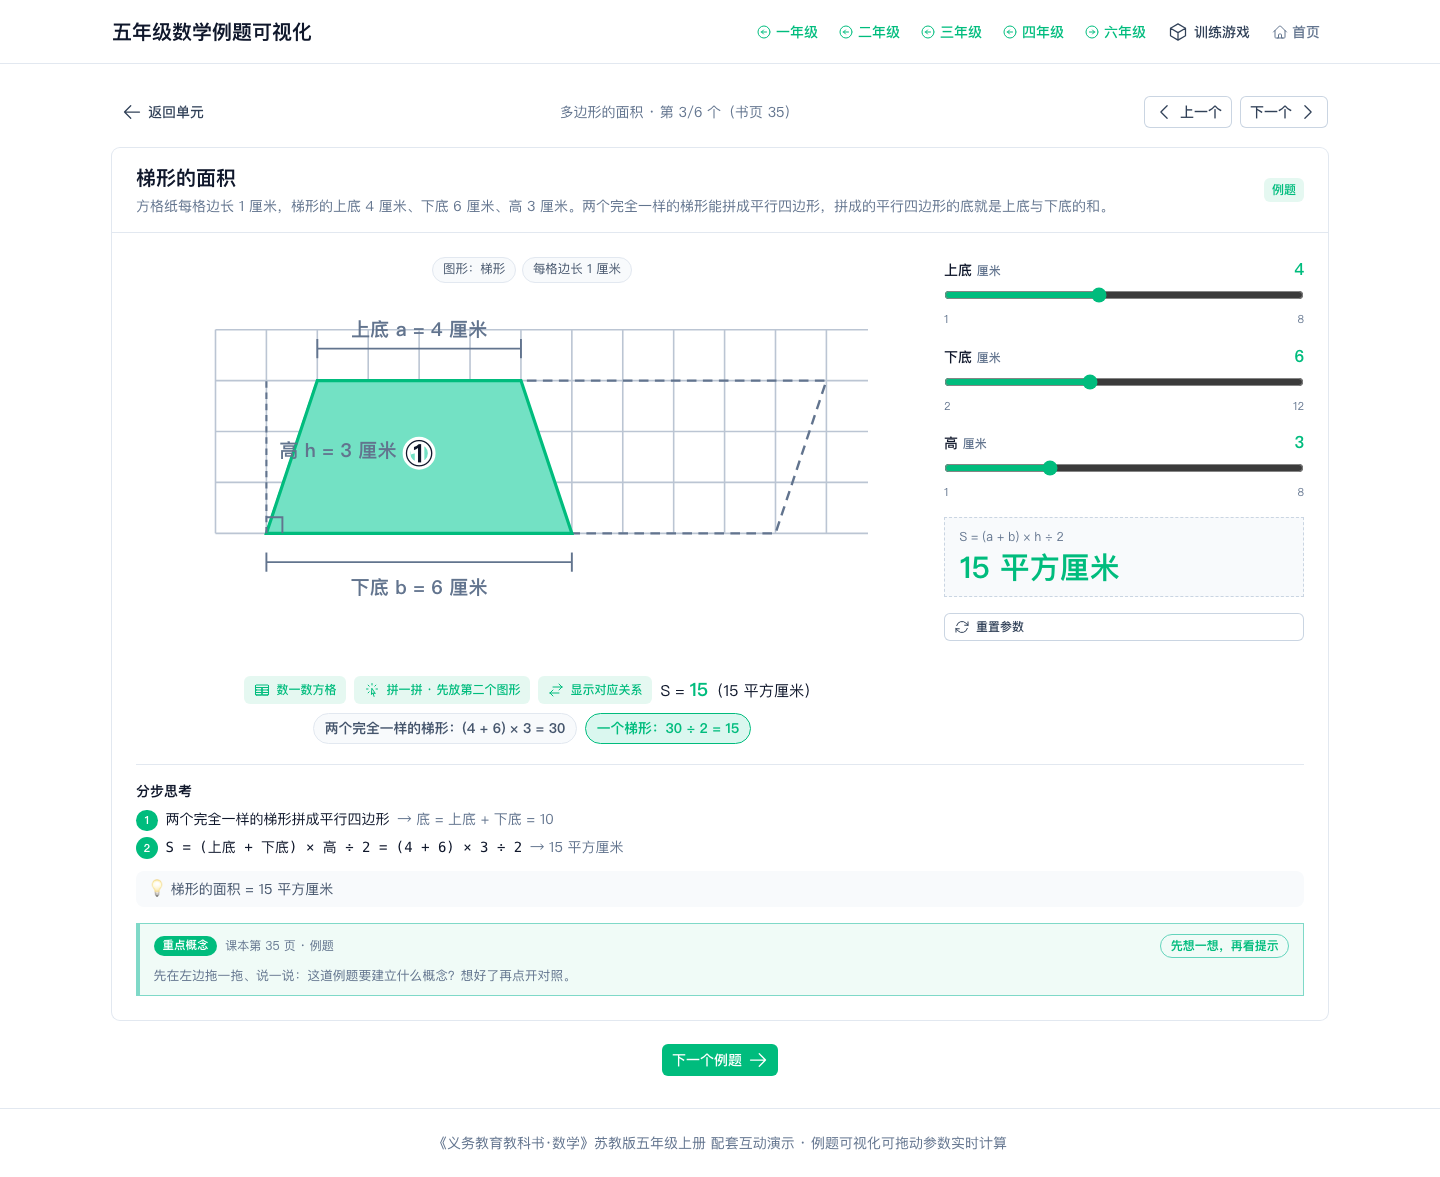 五年级数学例题可视化
一年级 二年级 三年级 四年级 六年级 训练游戏 首页
返回单元
多边形的面积 · 第 3/6 个（书页 35）
上一个 下一个
梯形的面积
方格纸每格边长 1 厘米，梯形的上底 4 厘米、下底 6 厘米、高 3 厘米。两个完全一样的梯形能拼成平行四边形，拼成的平行四边形的底就是上底与下底的和。
例题
图形：梯形 每格边长 1 厘米
上底 a = 4 厘米
高 h = 3 厘米 ①
下底 b = 6 厘米
上底 厘米 4
1 8
下底 厘米 6
2 12
高 厘米 3
1 8
S = (a + b) × h ÷ 2
15 平方厘米
重置参数
数一数方格 拼一拼 · 先放第二个图形 显示对应关系 S = 15（15 平方厘米）
两个完全一样的梯形：(4 + 6) × 3 = 30 一个梯形：30 ÷ 2 = 15
分步思考
1 两个完全一样的梯形拼成平行四边形 → 底 = 上底 + 下底 = 10
2 S = (上底 + 下底) × 高 ÷ 2 = (4 + 6) × 3 ÷ 2 → 15 平方厘米
梯形的面积 = 15 平方厘米
重点概念 课本第 35 页 · 例题 先想一想，再看提示
先在左边拖一拖、说一说：这道例题要建立什么概念？想好了再点开对照。
下一个例题
《义务教育教科书·数学》苏教版五年级上册 配套互动演示 · 例题可视化可拖动参数实时计算